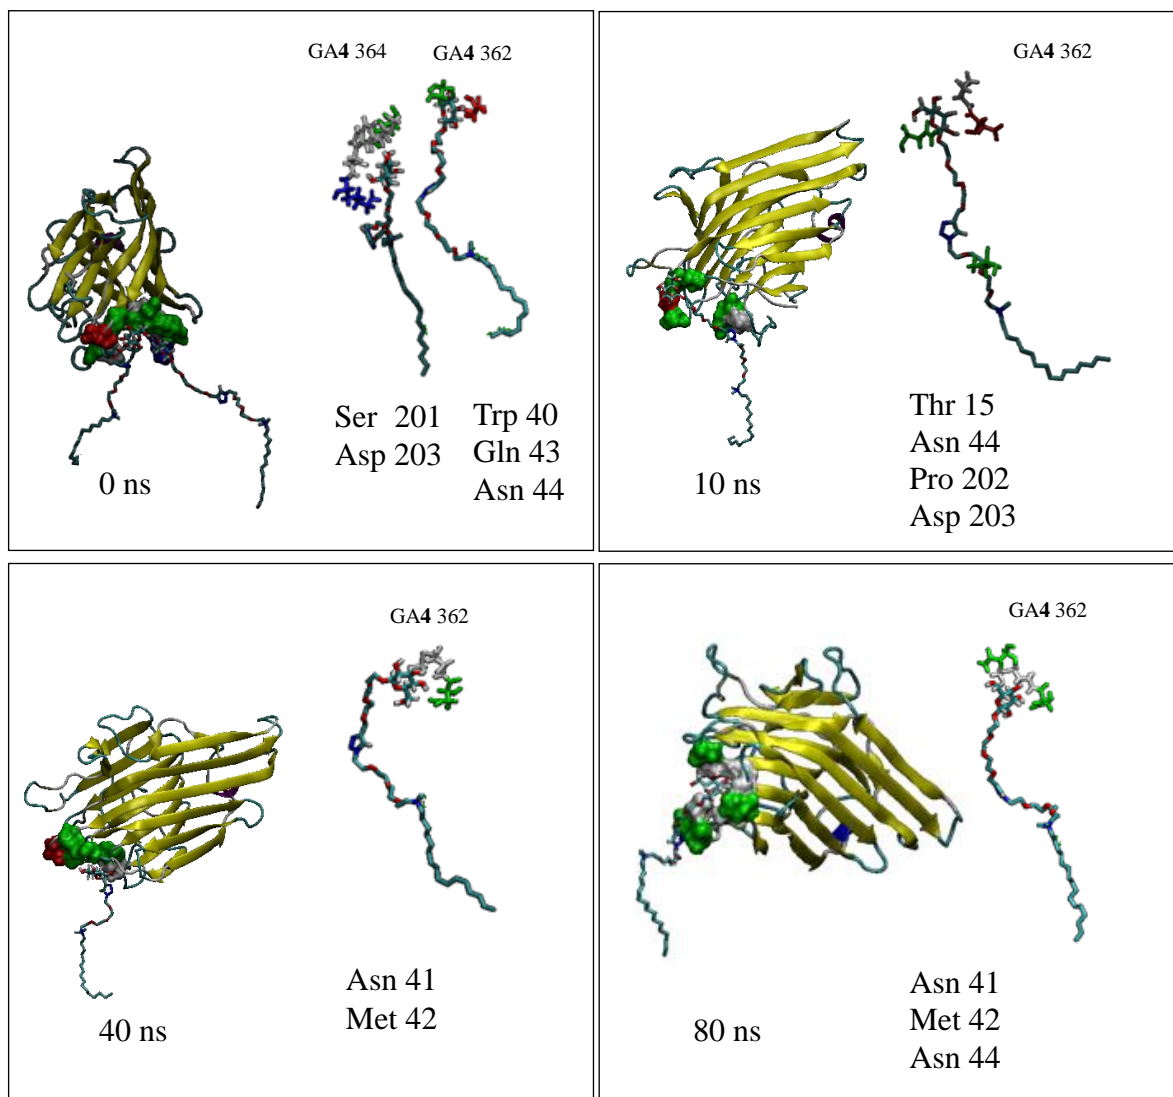 GA4 364
GA4 362
Ser 201
Asp 203
Trp 40
Gln 43
Asn 44
0 ns
GA4 362
Thr 15
Asn 44
Pro 202
Asp 203
10 ns
GA4 362
Asn 41
Met 42
40 ns
GA4 362
Asn 41
Met 42
Asn 44
80 ns